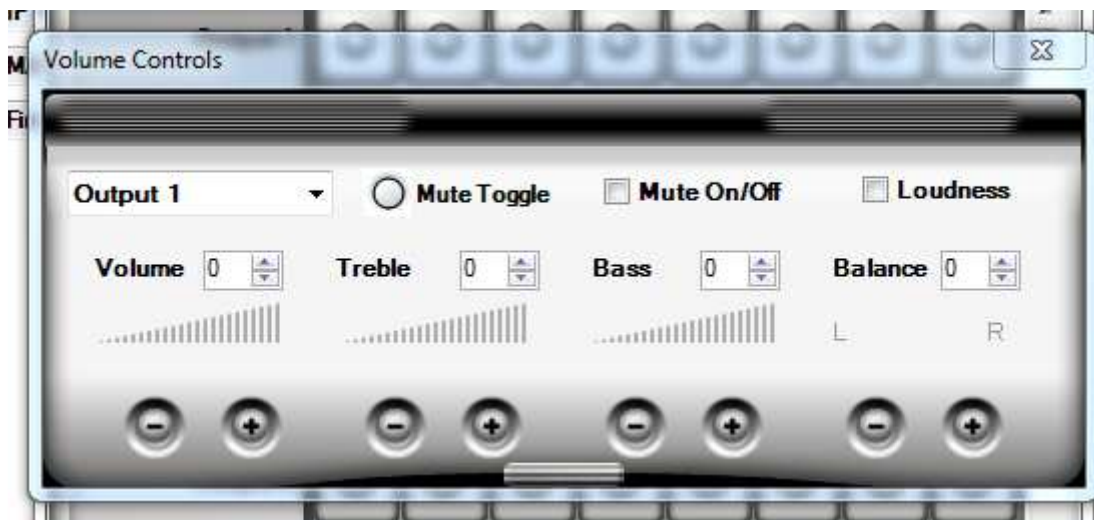 Volume Controls
Output 1 Mute Toggle Mute On/Off Loudness
Volume 0 Treble 0 Bass 0 Balance 0
L R